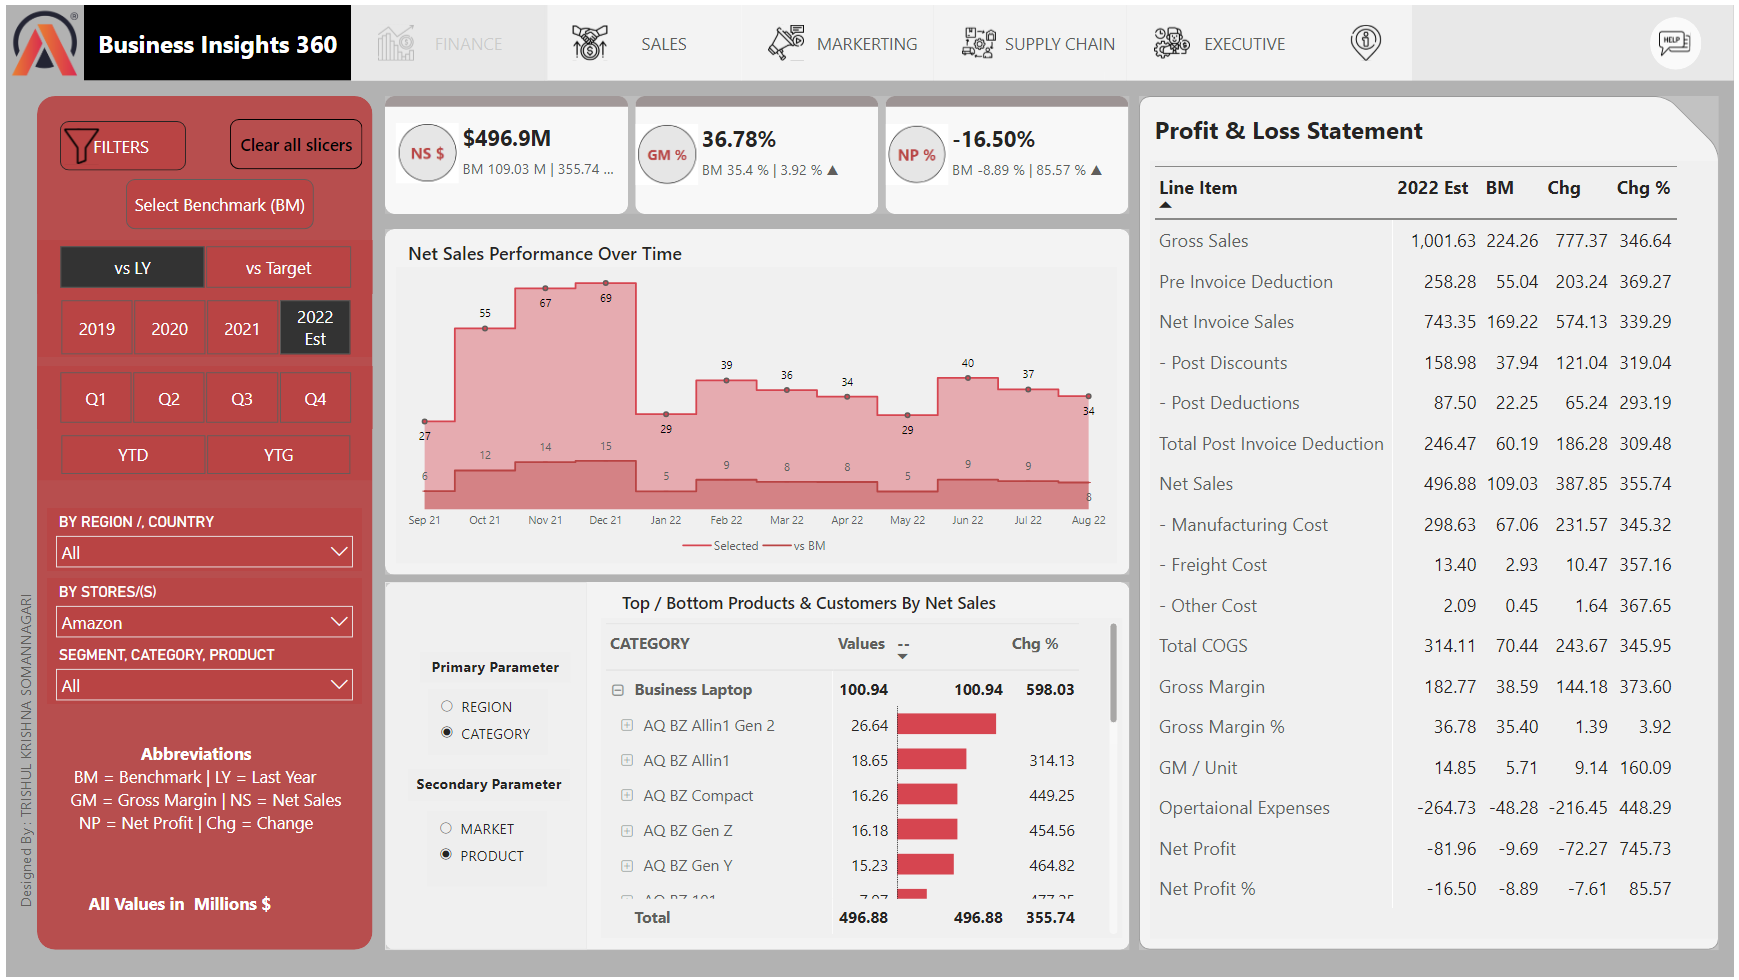 Business Insights 360
FINANCE
SALES
MARKERTING
SUPPLY CHAIN
EXECUTIVE
HELP
FILTERS
Clear all slicers
Select Benchmark (BM)
vs LY
vs Target
2019
2020
2021
2022
Est
Q1
Q2
Q3
Q4
YTD
YTG
BY REGION /, COUNTRY
All
BY STORES/(S)
Amazon
SEGMENT, CATEGORY, PRODUCT
All
Abbreviations
BM = Benchmark | LY = Last Year
GM = Gross Margin | NS = Net Sales
NP = Net Profit | Chg = Change
All Values in Millions $
Designed By : TRISHUL KRISHNA SOMANNAGARI
NS $
$496.9M
BM 109.03 M | 355.74 ...
GM %
36.78%
BM 35.4 % | 3.92 % ▲
NP %
-16.50%
BM -8.89 % | 85.57 % ▲
Net Sales Performance Over Time
27 55 67 69 29 39 36 34 29 40 37 34
6 12 14 15 5 9 8 8 5 9 9 8
Sep 21 Oct 21 Nov 21 Dec 21 Jan 22 Feb 22 Mar 22 Apr 22 May 22 Jun 22 Jul 22 Aug 22
Selected vs BM
Primary Parameter
REGION
CATEGORY
Secondary Parameter
MARKET
PRODUCT
Top / Bottom Products & Customers By Net Sales
CATEGORY Values -- Chg %
Business Laptop 100.94 100.94 598.03
AQ BZ Allin1 Gen 2 26.64
AQ BZ Allin1 18.65 314.13
AQ BZ Compact 16.26 449.25
AQ BZ Gen Z 16.18 454.56
AQ BZ Gen Y 15.23 464.82
Total 496.88 496.88 355.74
Profit & Loss Statement
Line Item 2022 Est BM Chg Chg %
Gross Sales 1,001.63 224.26 777.37 346.64
Pre Invoice Deduction 258.28 55.04 203.24 369.27
Net Invoice Sales 743.35 169.22 574.13 339.29
- Post Discounts 158.98 37.94 121.04 319.04
- Post Deductions 87.50 22.25 65.24 293.19
Total Post Invoice Deduction 246.47 60.19 186.28 309.48
Net Sales 496.88 109.03 387.85 355.74
- Manufacturing Cost 298.63 67.06 231.57 345.32
- Freight Cost 13.40 2.93 10.47 357.16
- Other Cost 2.09 0.45 1.64 367.65
Total COGS 314.11 70.44 243.67 345.95
Gross Margin 182.77 38.59 144.18 373.60
Gross Margin % 36.78 35.40 1.39 3.92
GM / Unit 14.85 5.71 9.14 160.09
Opertaional Expenses -264.73 -48.28 -216.45 448.29
Net Profit -81.96 -9.69 -72.27 745.73
Net Profit % -16.50 -8.89 -7.61 85.57